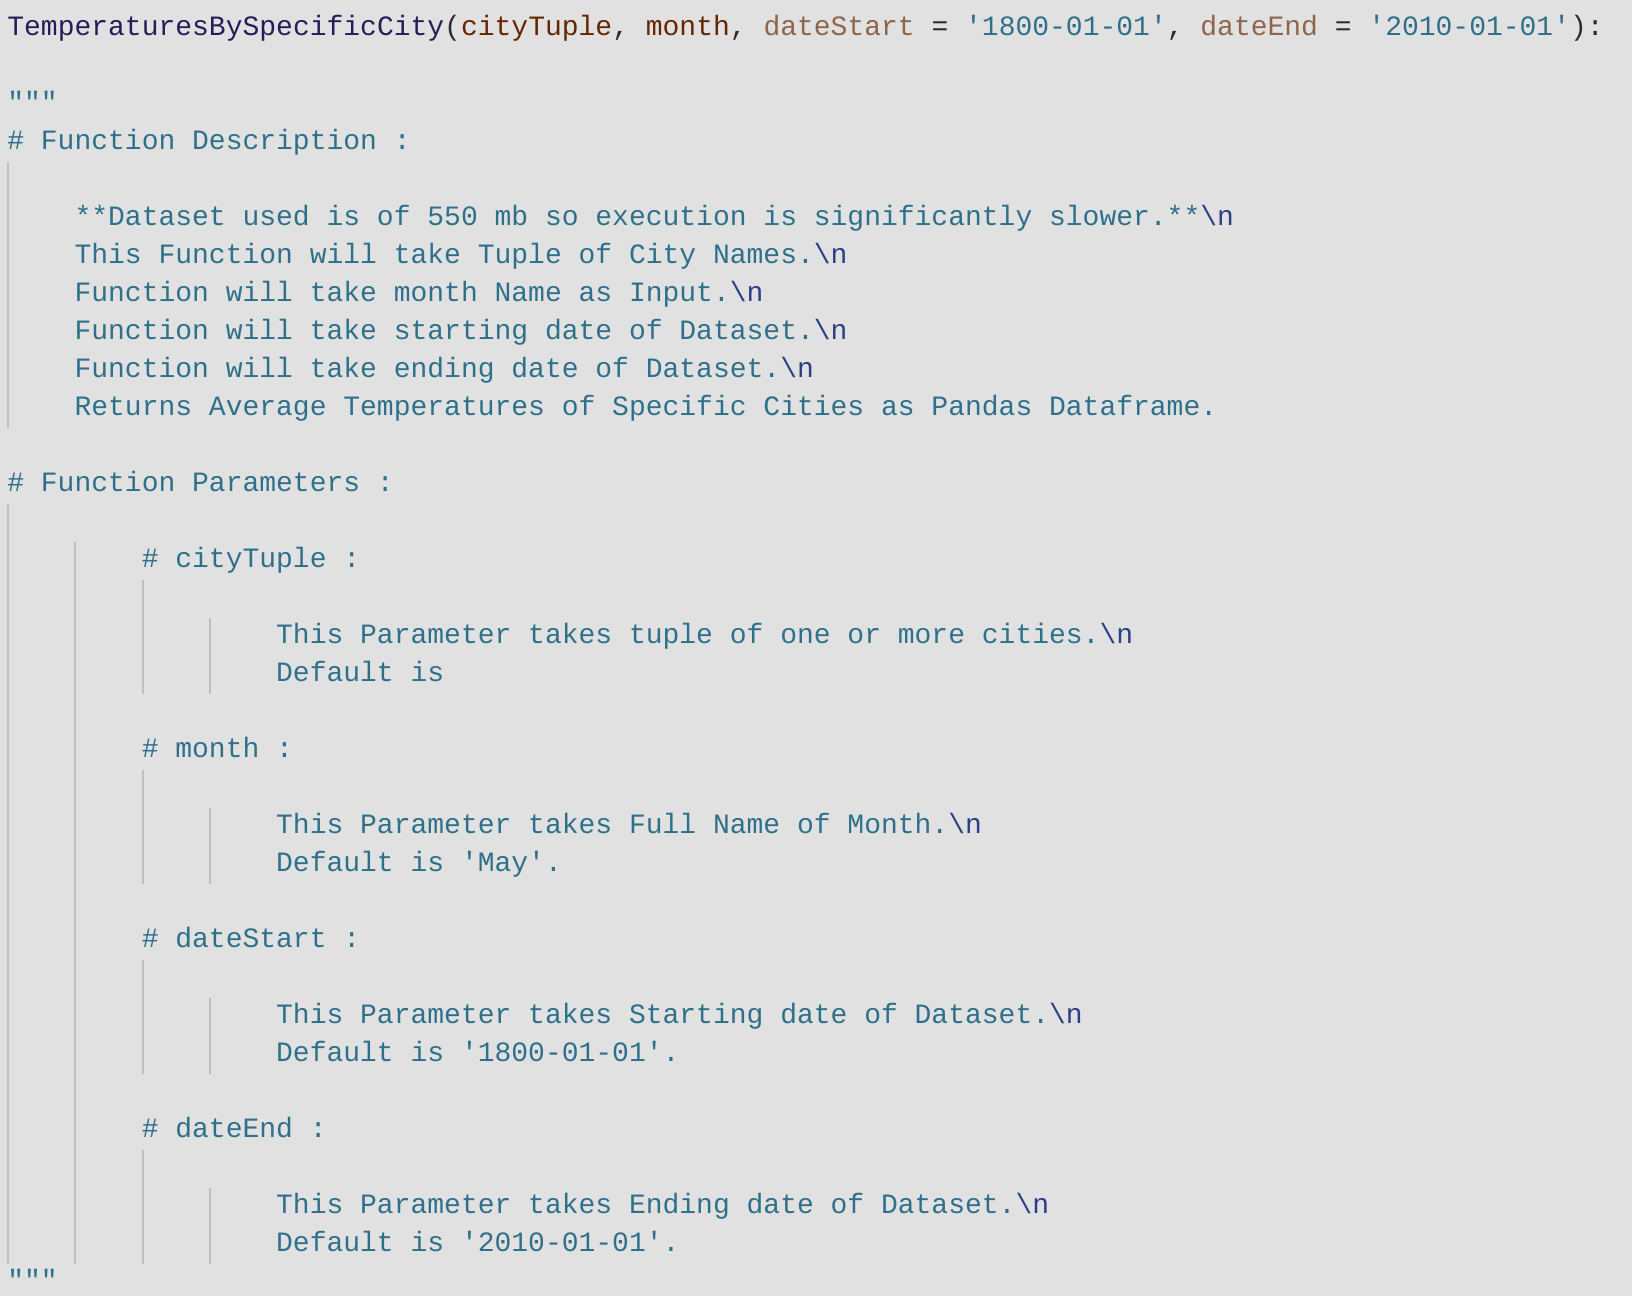 TemperaturesBySpecificCity(cityTuple, month, dateStart = '1800-01-01', dateEnd = '2010-01-01'):
"""
# Function Description :
**Dataset used is of 550 mb so execution is significantly slower.**\n
This Function will take Tuple of City Names.\n
Function will take month Name as Input.\n
Function will take starting date of Dataset.\n
Function will take ending date of Dataset.\n
Returns Average Temperatures of Specific Cities as Pandas Dataframe.
# Function Parameters :
# cityTuple :
This Parameter takes tuple of one or more cities.\n
Default is
# month :
This Parameter takes Full Name of Month.\n
Default is 'May'.
# dateStart :
This Parameter takes Starting date of Dataset.\n
Default is '1800-01-01'.
# dateEnd :
This Parameter takes Ending date of Dataset.\n
Default is '2010-01-01'.
"""